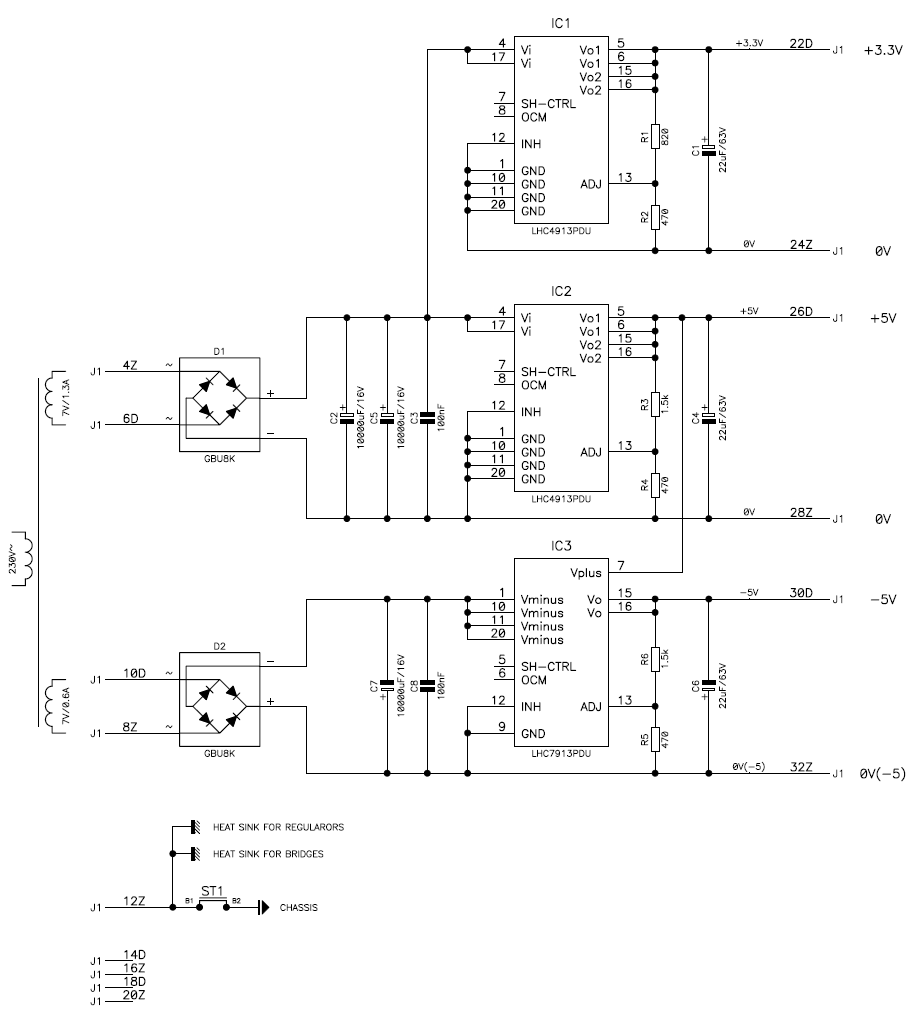 IC1
4 Vi Vo1 5 +3.3V 22D J1 +3.3V
17 Vi Vo1 6
Vo2 15
Vo2 16
7 SH-CTRL
8 OCM
R1 820
C1 + 22uF/63V
12 INH
1 GND
10 GND ADJ 13
11 GND
20 GND
R2 470
LHC4913PDU
0V 24Z J1 0V
IC2
4 Vi Vo1 5 +5V 26D J1 +5V
17 Vi Vo1 6
Vo2 15
Vo2 16
D1
J1 4Z ~
7V/1.3A
+
J1 6D ~
−
GBU8K
C2 + 10000uF/16V
C5 + 10000uF/16V
C3 100nF
7 SH-CTRL
8 OCM
R3 1.5k
C4 + 22uF/63V
12 INH
1 GND
10 GND ADJ 13
11 GND
20 GND
R4 470
LHC4913PDU
0V 28Z J1 0V
230V~
IC3
Vplus 7
1 Vminus Vo 15 −5V 30D J1 −5V
10 Vminus Vo 16
11 Vminus
20 Vminus
D2
−
J1 10D ~
7V/0.6A
+
J1 8Z ~
GBU8K
C7 + 10000uF/16V
C8 100nF
5 SH-CTRL
6 OCM
R6 1.5k
C6 + 22uF/63V
12 INH ADJ 13
9 GND
R5 470
LHC7913PDU
0V(−5) 32Z J1 0V(−5)
HEAT SINK FOR REGULARORS
HEAT SINK FOR BRIDGES
ST1
J1 12Z B1 B2 CHASSIS
J1 14D
J1 16Z
J1 18D
J1 20Z